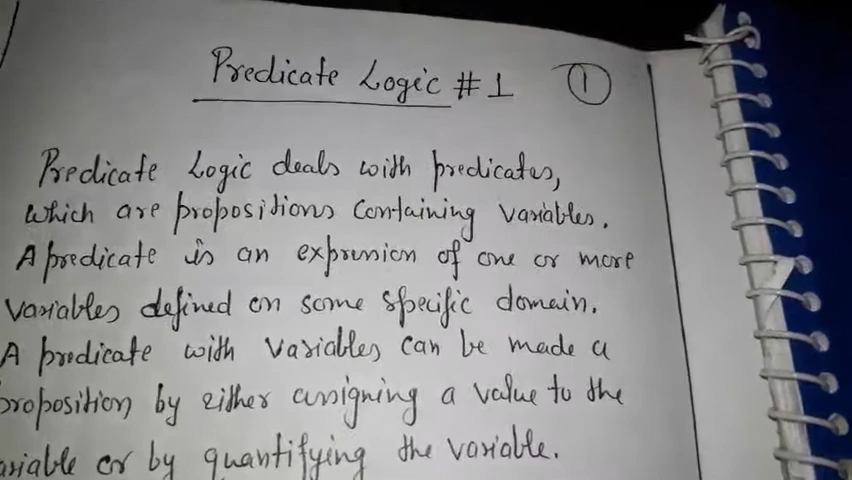 Predicate Logic #1 ①
Predicate Logic deals with predicates,
which are propositions containing variables.
A predicate is an expression of one or more
variables defined on some specific domain.
A predicate with variables can be made a
proposition by either assigning a value to the
variable or by quantifying the variable.